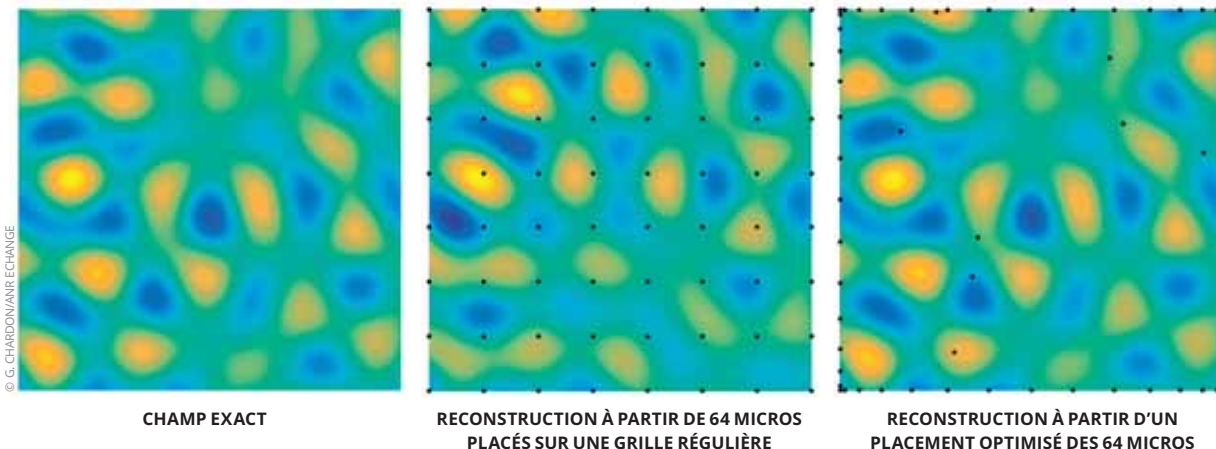 © G. CHARDON/ANR ECHANGE
CHAMP EXACT
RECONSTRUCTION À PARTIR DE 64 MICROS
PLACÉS SUR UNE GRILLE RÉGULIÈRE
RECONSTRUCTION À PARTIR D’UN
PLACEMENT OPTIMISÉ DES 64 MICROS